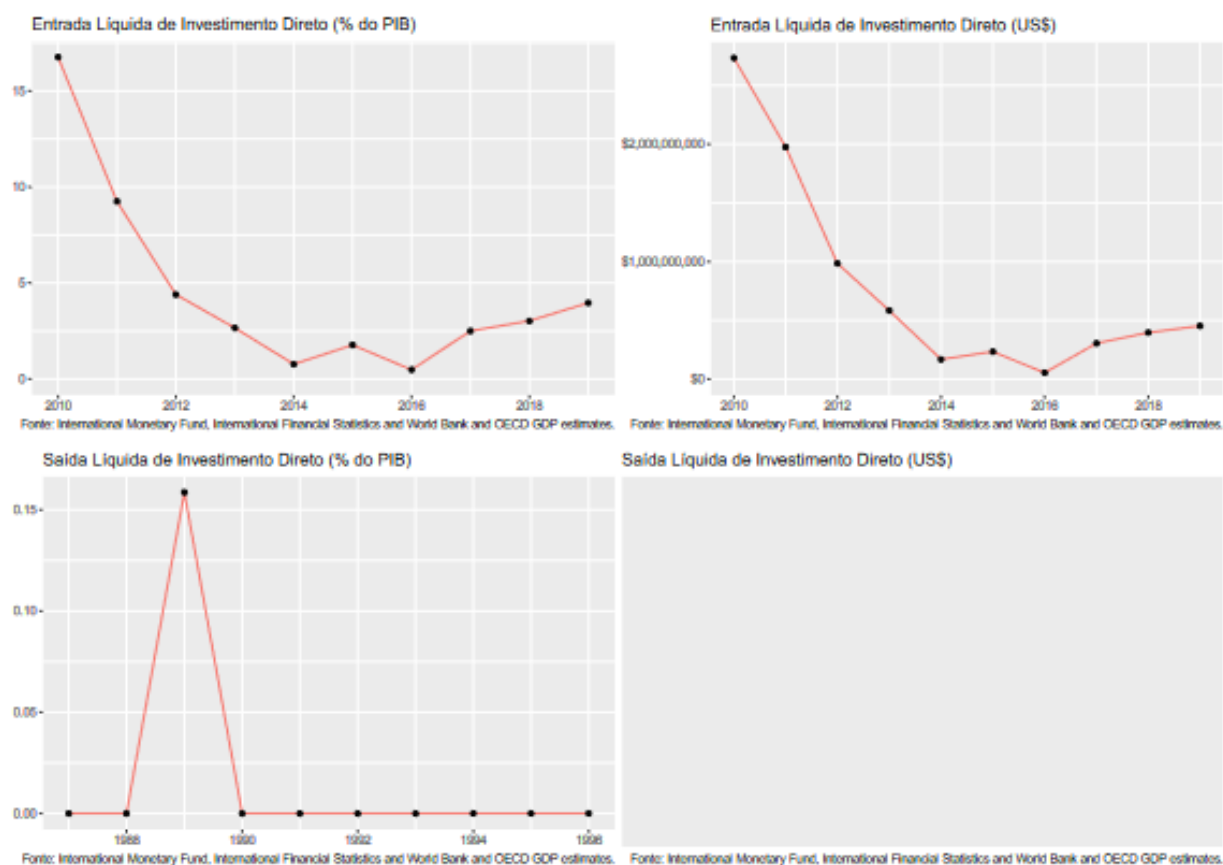 Entrada Líquida de Investimento Direto (% do PIB)
15
10
5
0
2010 2012 2014 2016 2018
Fonte: International Monetary Fund, International Financial Statistics and World Bank and OECD GDP estimates.
Entrada Líquida de Investimento Direto (US$)
$2,000,000,000
$1,000,000,000
$0
2010 2012 2014 2016 2018
Fonte: International Monetary Fund, International Financial Statistics and World Bank and OECD GDP estimates.
Saída Líquida de Investimento Direto (% do PIB)
0.15
0.10
0.05
0.00
1988 1990 1992 1994 1996
Fonte: International Monetary Fund, International Financial Statistics and World Bank and OECD GDP estimates.
Saída Líquida de Investimento Direto (US$)
Fonte: International Monetary Fund, International Financial Statistics and World Bank and OECD GDP estimates.